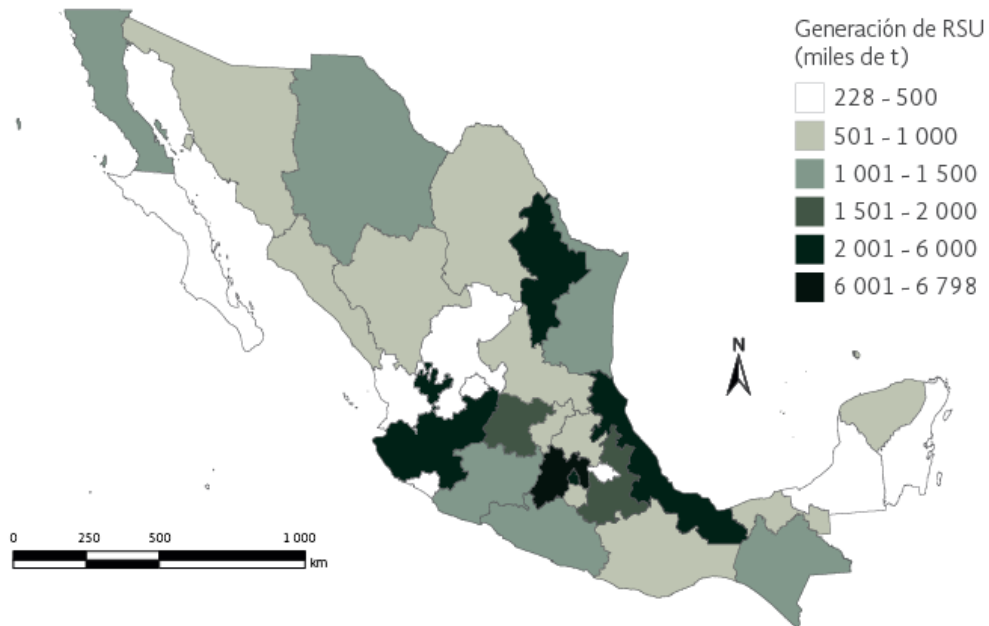 Generación de RSU
(miles de t)
228 - 500
501 - 1 000
1 001 - 1 500
1 501 - 2 000
2 001 - 6 000
6 001 - 6 798
N
0 250 500 1 000
km